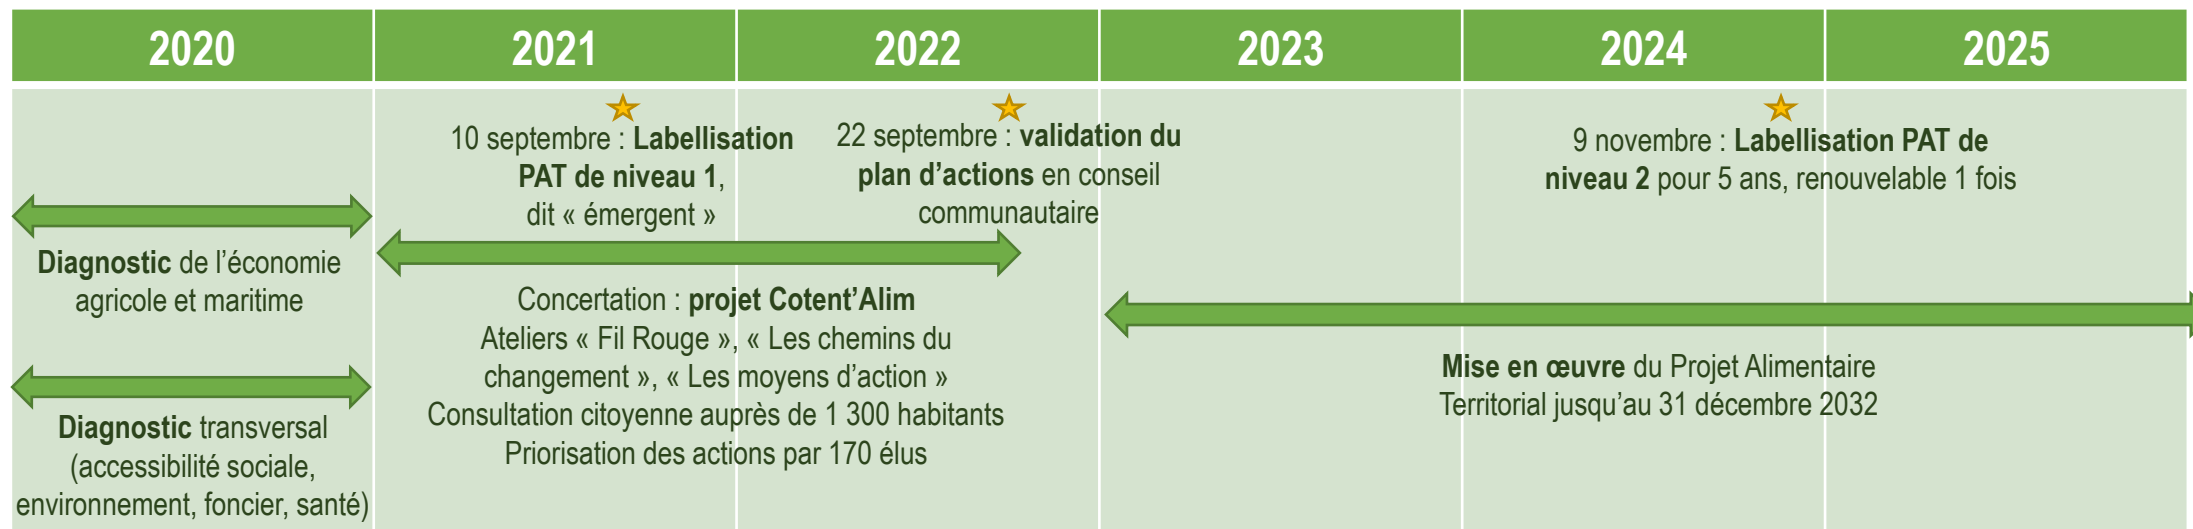 2020
2021
2022
2023
2024
2025
10 septembre : Labellisation
PAT de niveau 1,
dit « émergent »
22 septembre : validation du
plan d’actions en conseil
communautaire
9 novembre : Labellisation PAT de
niveau 2 pour 5 ans, renouvelable 1 fois
Diagnostic de l’économie
agricole et maritime
Diagnostic transversal
(accessibilité sociale,
environnement, foncier, santé)
Concertation : projet Cotent’Alim
Ateliers « Fil Rouge », « Les chemins du
changement », « Les moyens d’action »
Consultation citoyenne auprès de 1 300 habitants
Priorisation des actions par 170 élus
Mise en œuvre du Projet Alimentaire
Territorial jusqu’au 31 décembre 2032